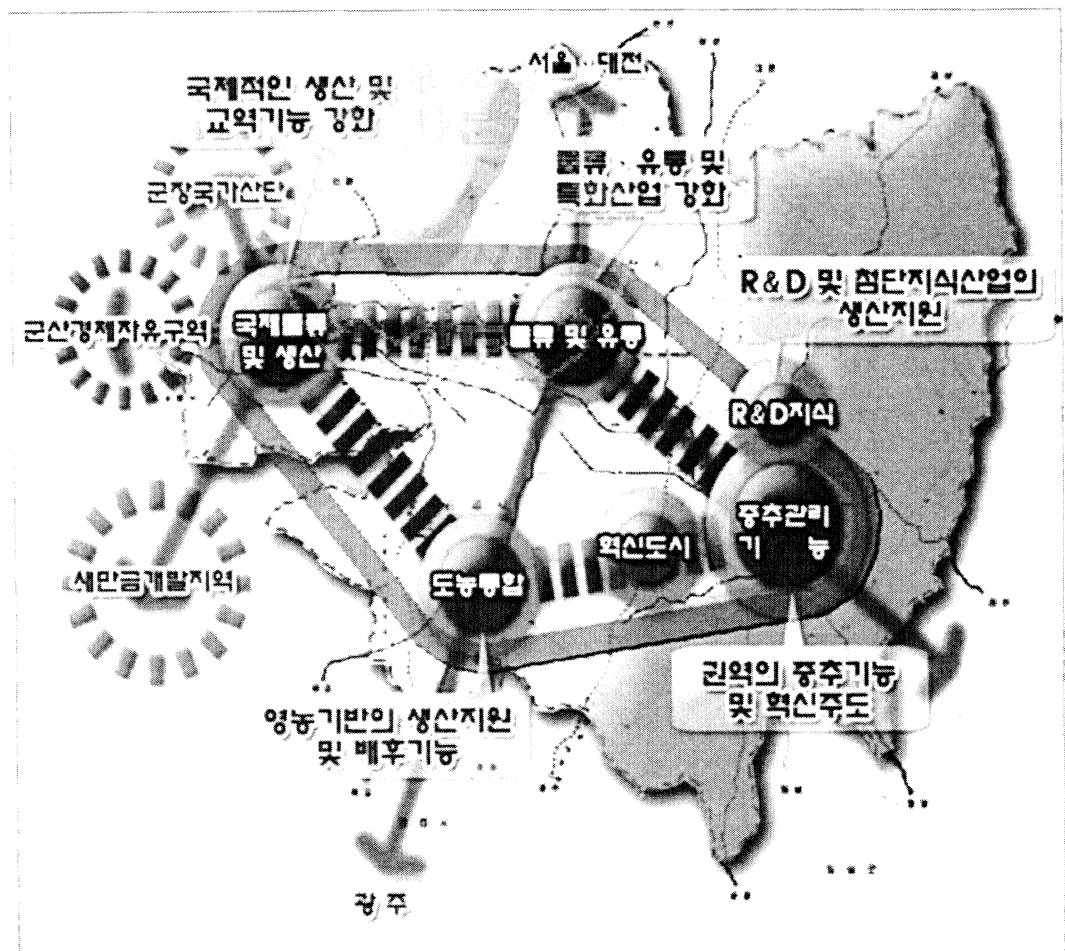 서울·대전
국제적인 생산 및
교역기능 강화
물류·유통 및
특화산업 강화
군장국가산단
R&D 및 첨단지식산업의
생산지원
군산경제자유구역
국제물류
및 생산
물류 및 유통
R&D지식
중추관리
기 능
혁신도시
새만금개발지역
도농통합
권역의 중추기능
및 혁신주도
영농기반의 생산지원
및 배후기능
광주